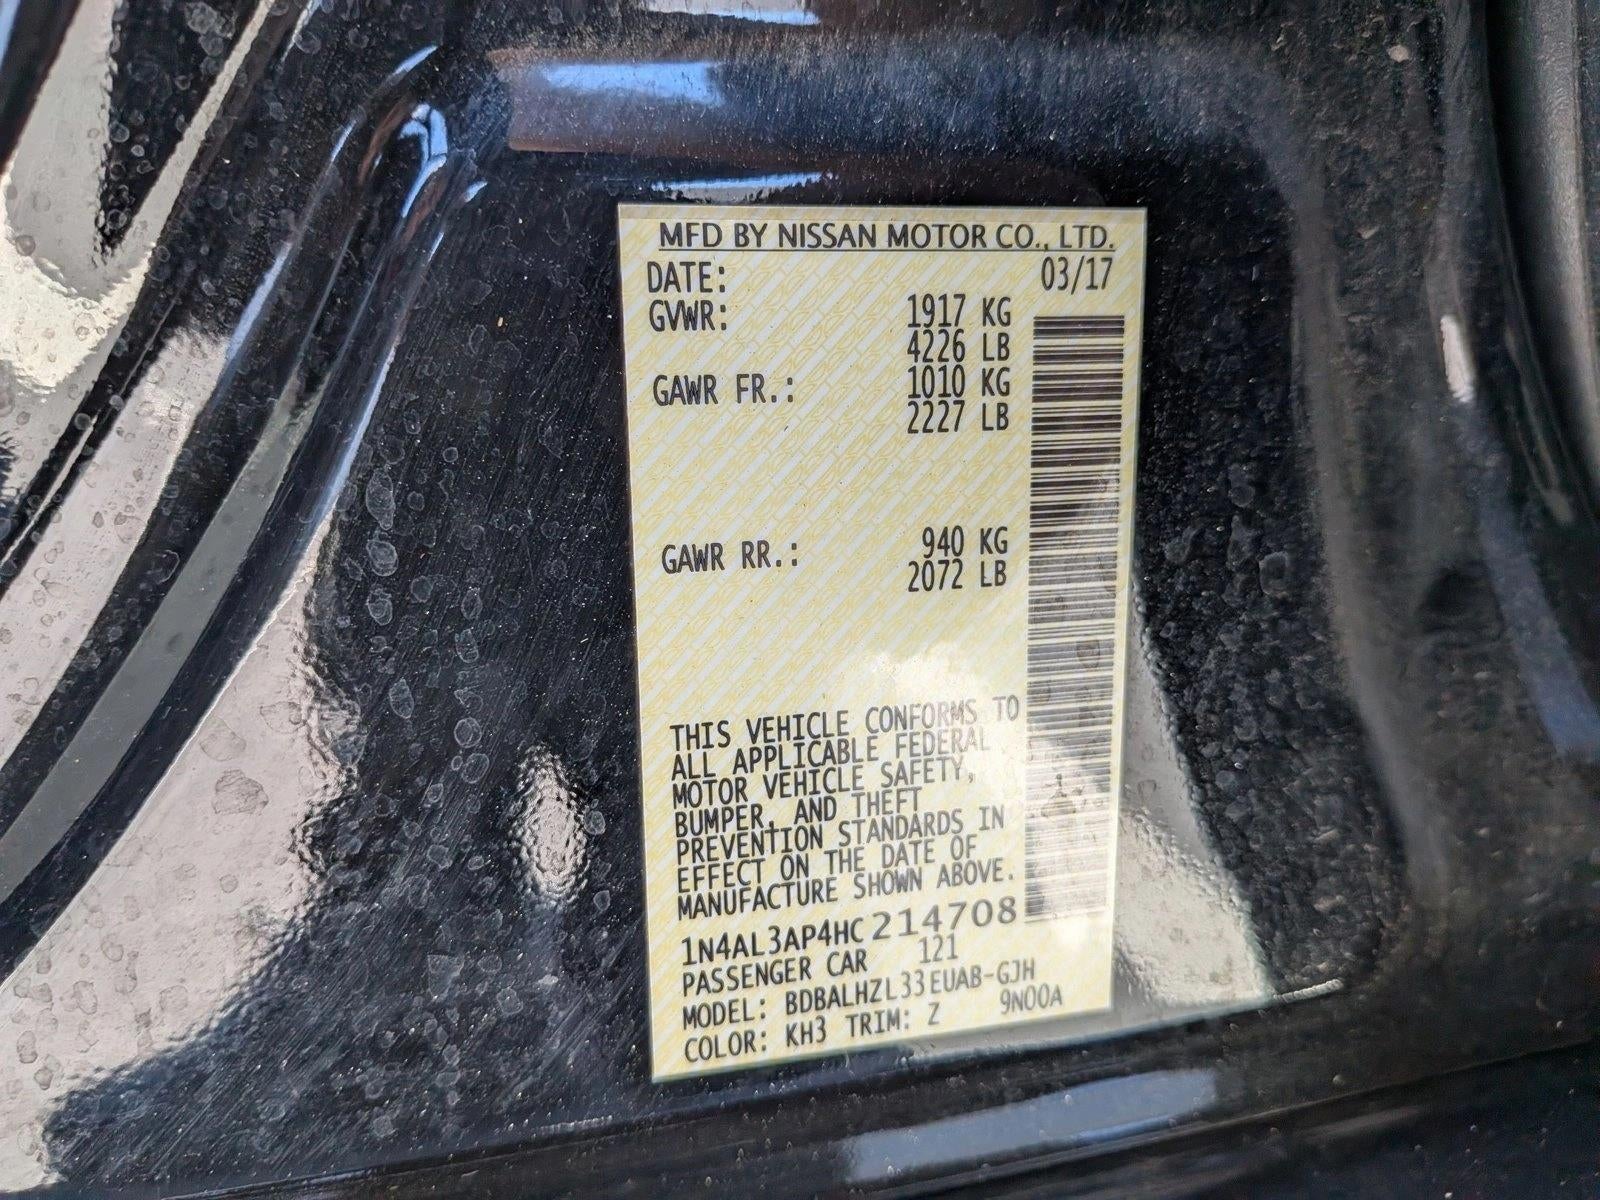 MFD BY NISSAN MOTOR CO., LTD.
DATE: 03/17
GVWR: 1917 KG
4226 LB
GAWR FR.: 1010 KG
2227 LB
GAWR RR.: 940 KG
2072 LB
THIS VEHICLE CONFORMS TO
ALL APPLICABLE FEDERAL
MOTOR VEHICLE SAFETY,
BUMPER, AND THEFT
PREVENTION STANDARDS IN
EFFECT ON THE DATE OF
MANUFACTURE SHOWN ABOVE.
1N4AL3AP4HC214708
PASSENGER CAR 121
MODEL: BDBALHZL33EUAB-GJH
COLOR: KH3 TRIM: Z 9N00A